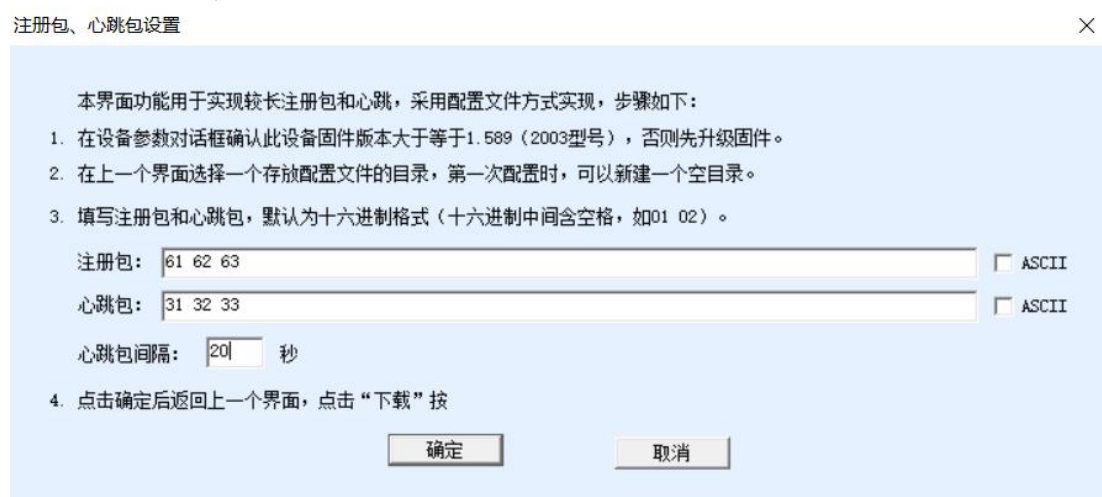 注册包、心跳包设置
本界面功能用于实现较长注册包和心跳，采用配置文件方式实现，步骤如下：
1. 在设备参数对话框确认此设备固件版本大于等于1.589（2003型号），否则先升级固件。
2. 在上一个界面选择一个存放配置文件的目录，第一次配置时，可以新建一个空目录。
3. 填写注册包和心跳包，默认为十六进制格式（十六进制中间含空格，如01 02）。
注册包： 61 62 63 ASCII
心跳包： 31 32 33 ASCII
心跳包间隔： 20 秒
4. 点击确定后返回上一个界面，点击“下载”按
确定 取消